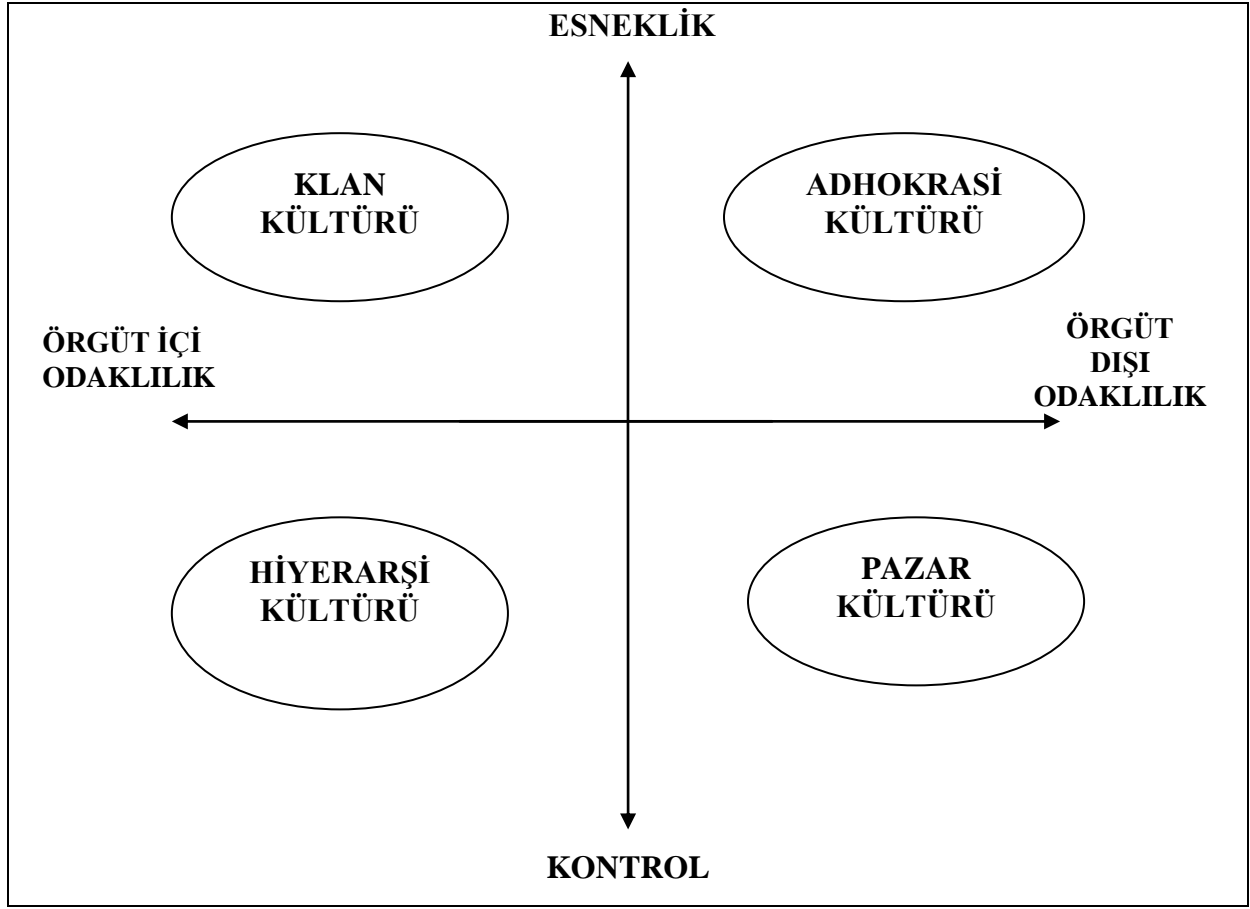 ESNEKLİK
KLAN
KÜLTÜRÜ
ADHOKRASİ
KÜLTÜRÜ
ÖRGÜT İÇİ
ODAKLILIK
ÖRGÜT
DIŞI
ODAKLILIK
HİYERARŞİ
KÜLTÜRÜ
PAZAR
KÜLTÜRÜ
KONTROL